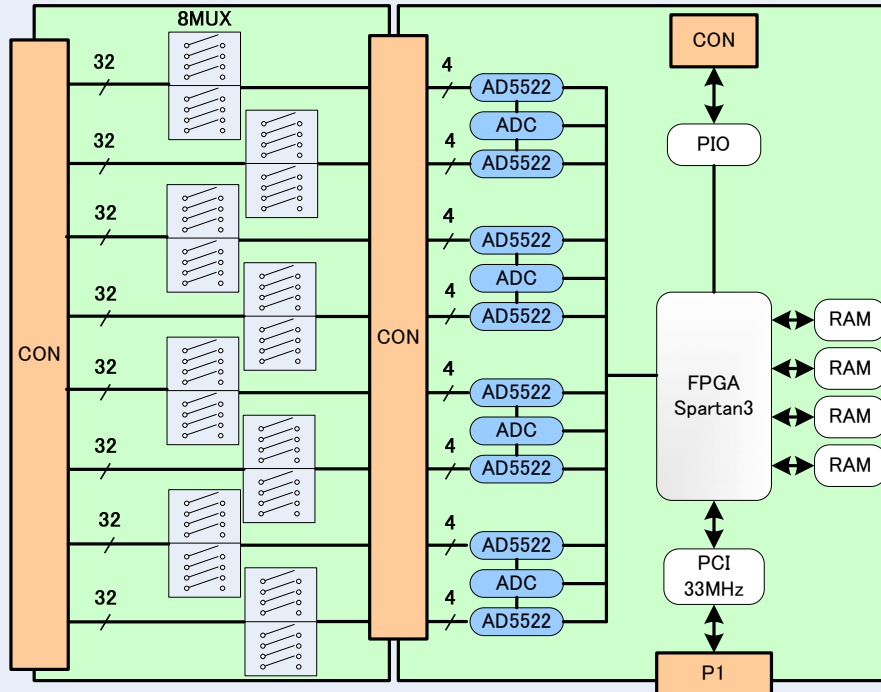 8MUX
CON
32
32
32
32
32
32
32
32
CON
CON
4
AD5522
ADC
4
AD5522
4
AD5522
ADC
4
AD5522
4
AD5522
ADC
4
AD5522
4
AD5522
ADC
4
AD5522
CON
PIO
FPGA
Spartan3
RAM
RAM
RAM
RAM
PCI
33MHz
P1